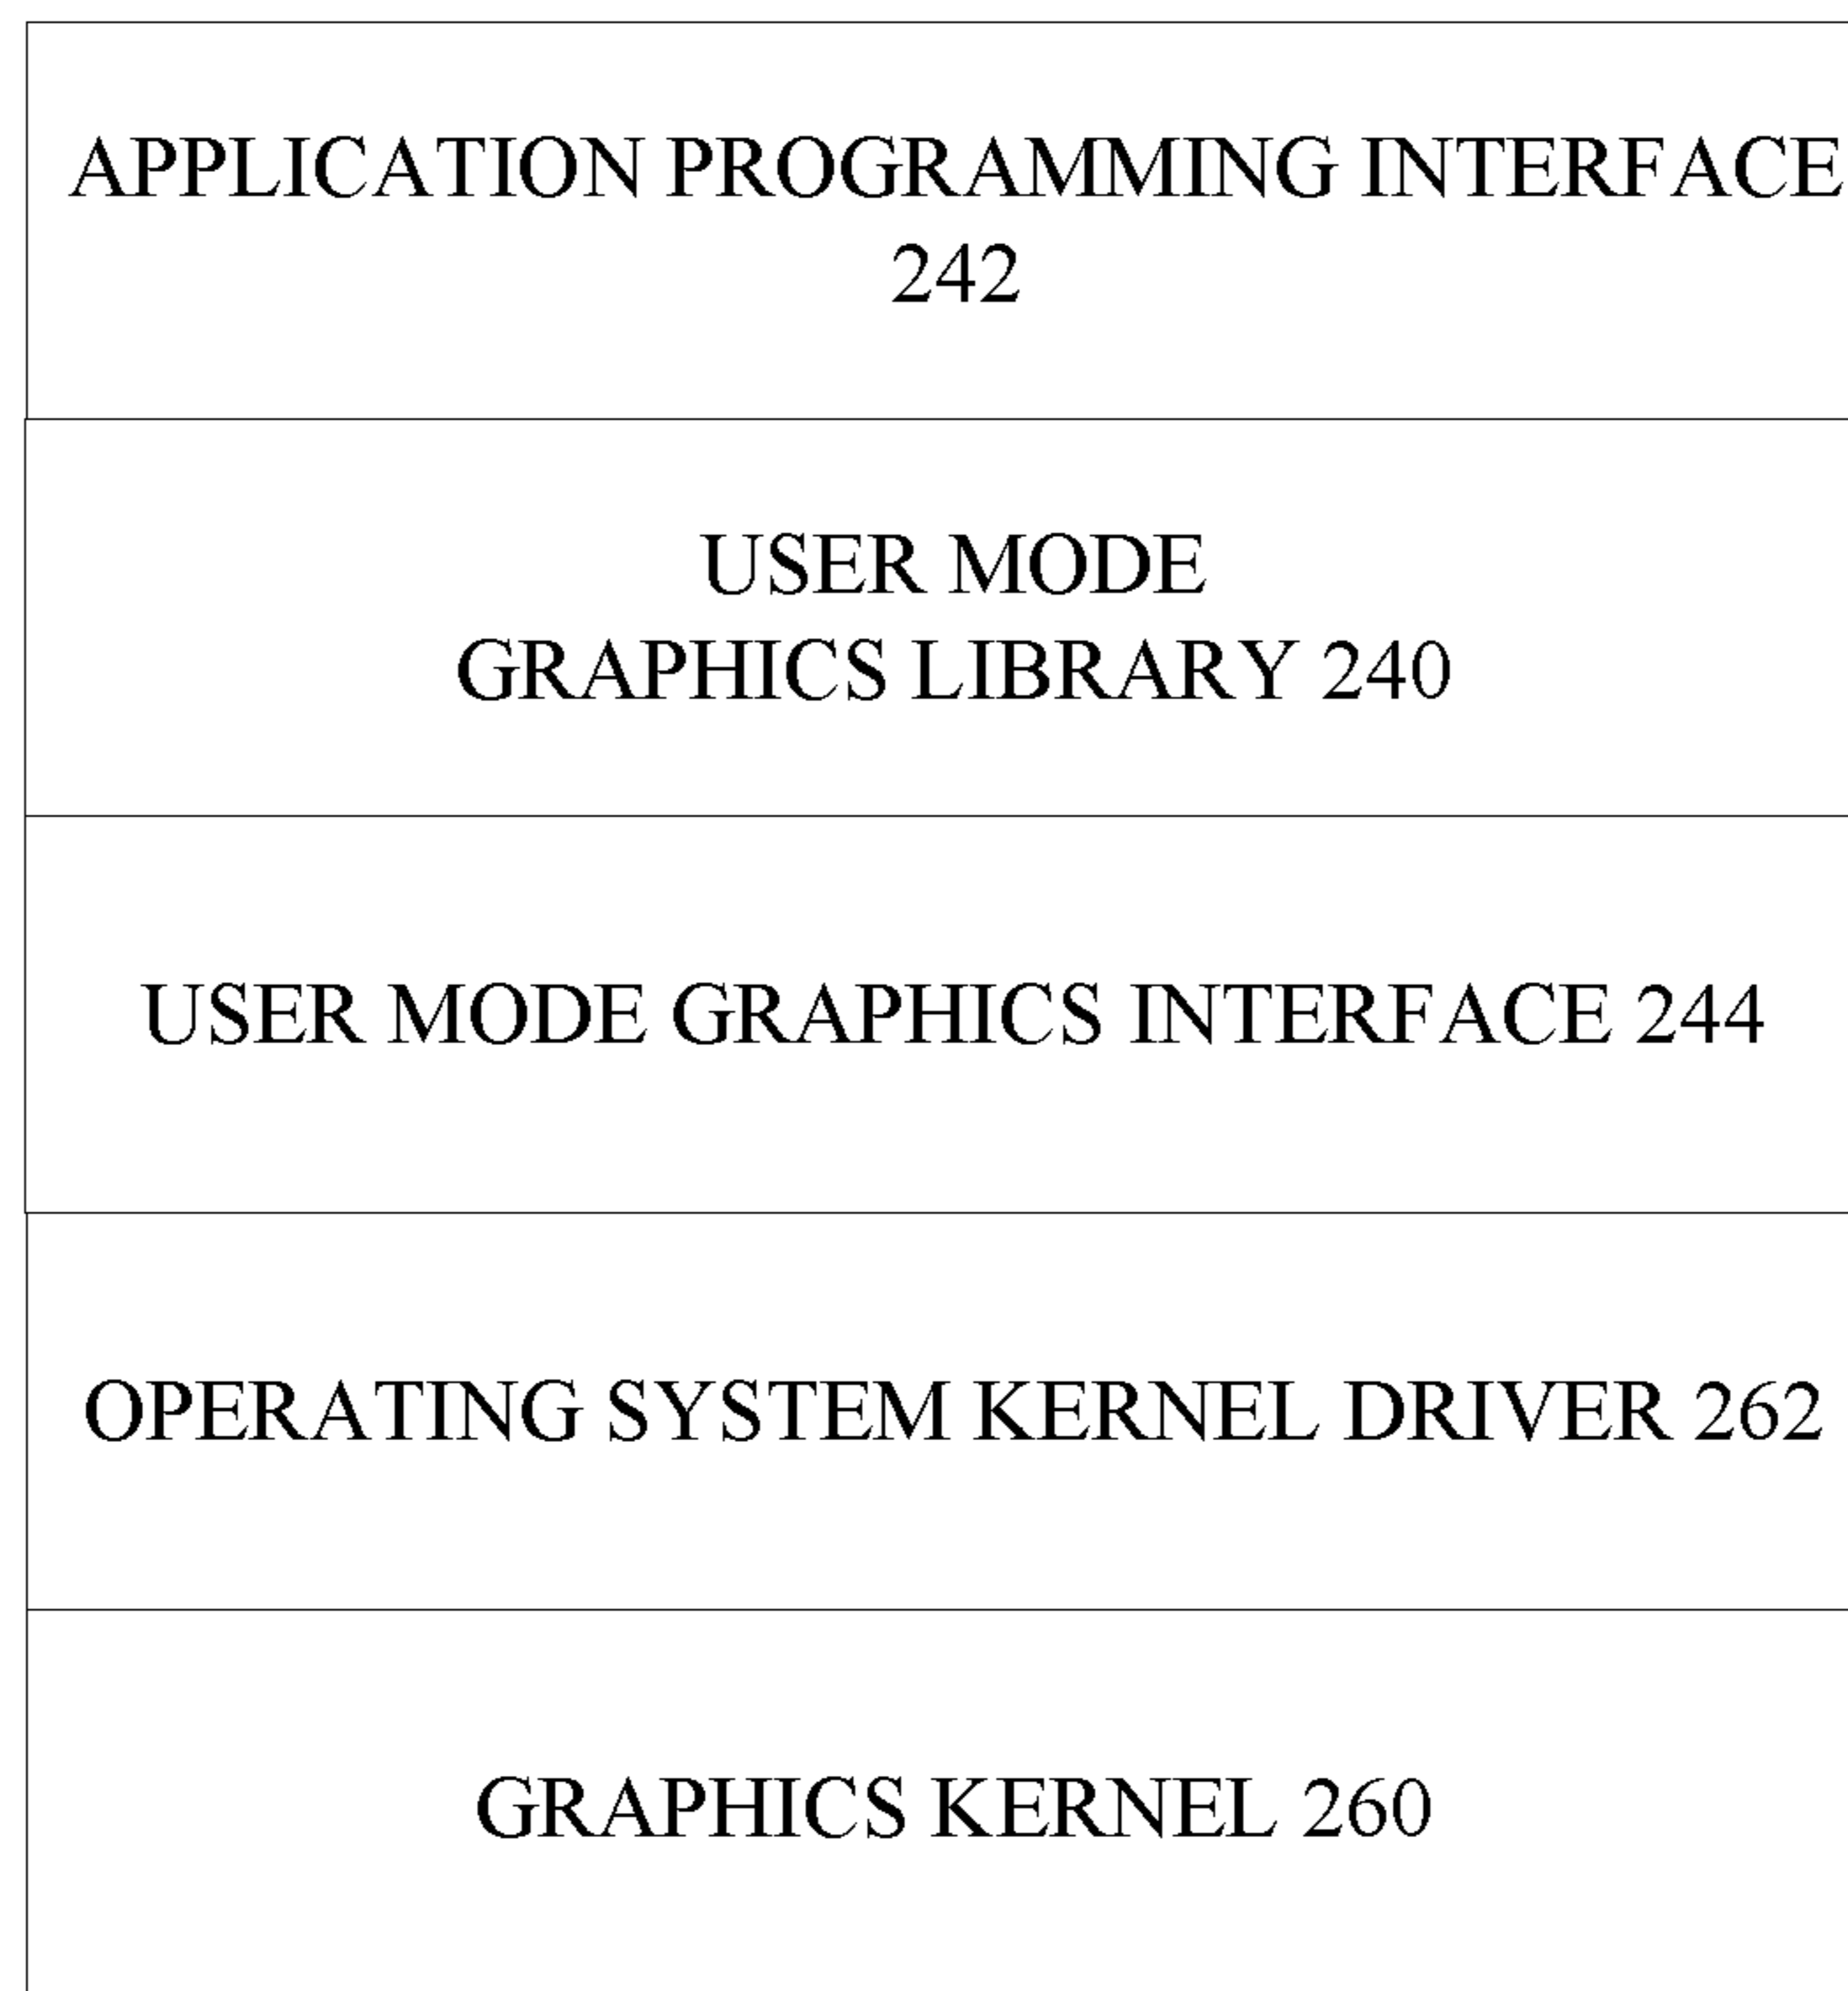 APPLICATION PROGRAMMING INTERFACE
242
USER MODE
GRAPHICS LIBRARY 240
USER MODE GRAPHICS INTERFACE 244
OPERATING SYSTEM KERNEL DRIVER 262
GRAPHICS KERNEL 260